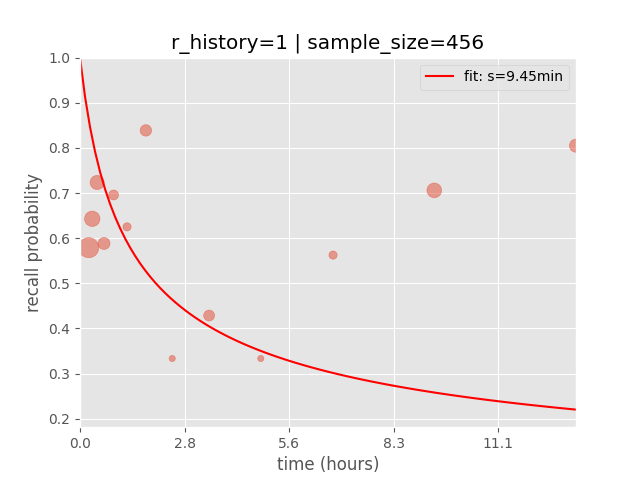 r_history=1 | sample_size=456
fit: s=9.45min
recall probability
1.0
0.9
0.8
0.7
0.6
0.5
0.4
0.3
0.2
0.0 2.8 5.6 8.3 11.1
time (hours)